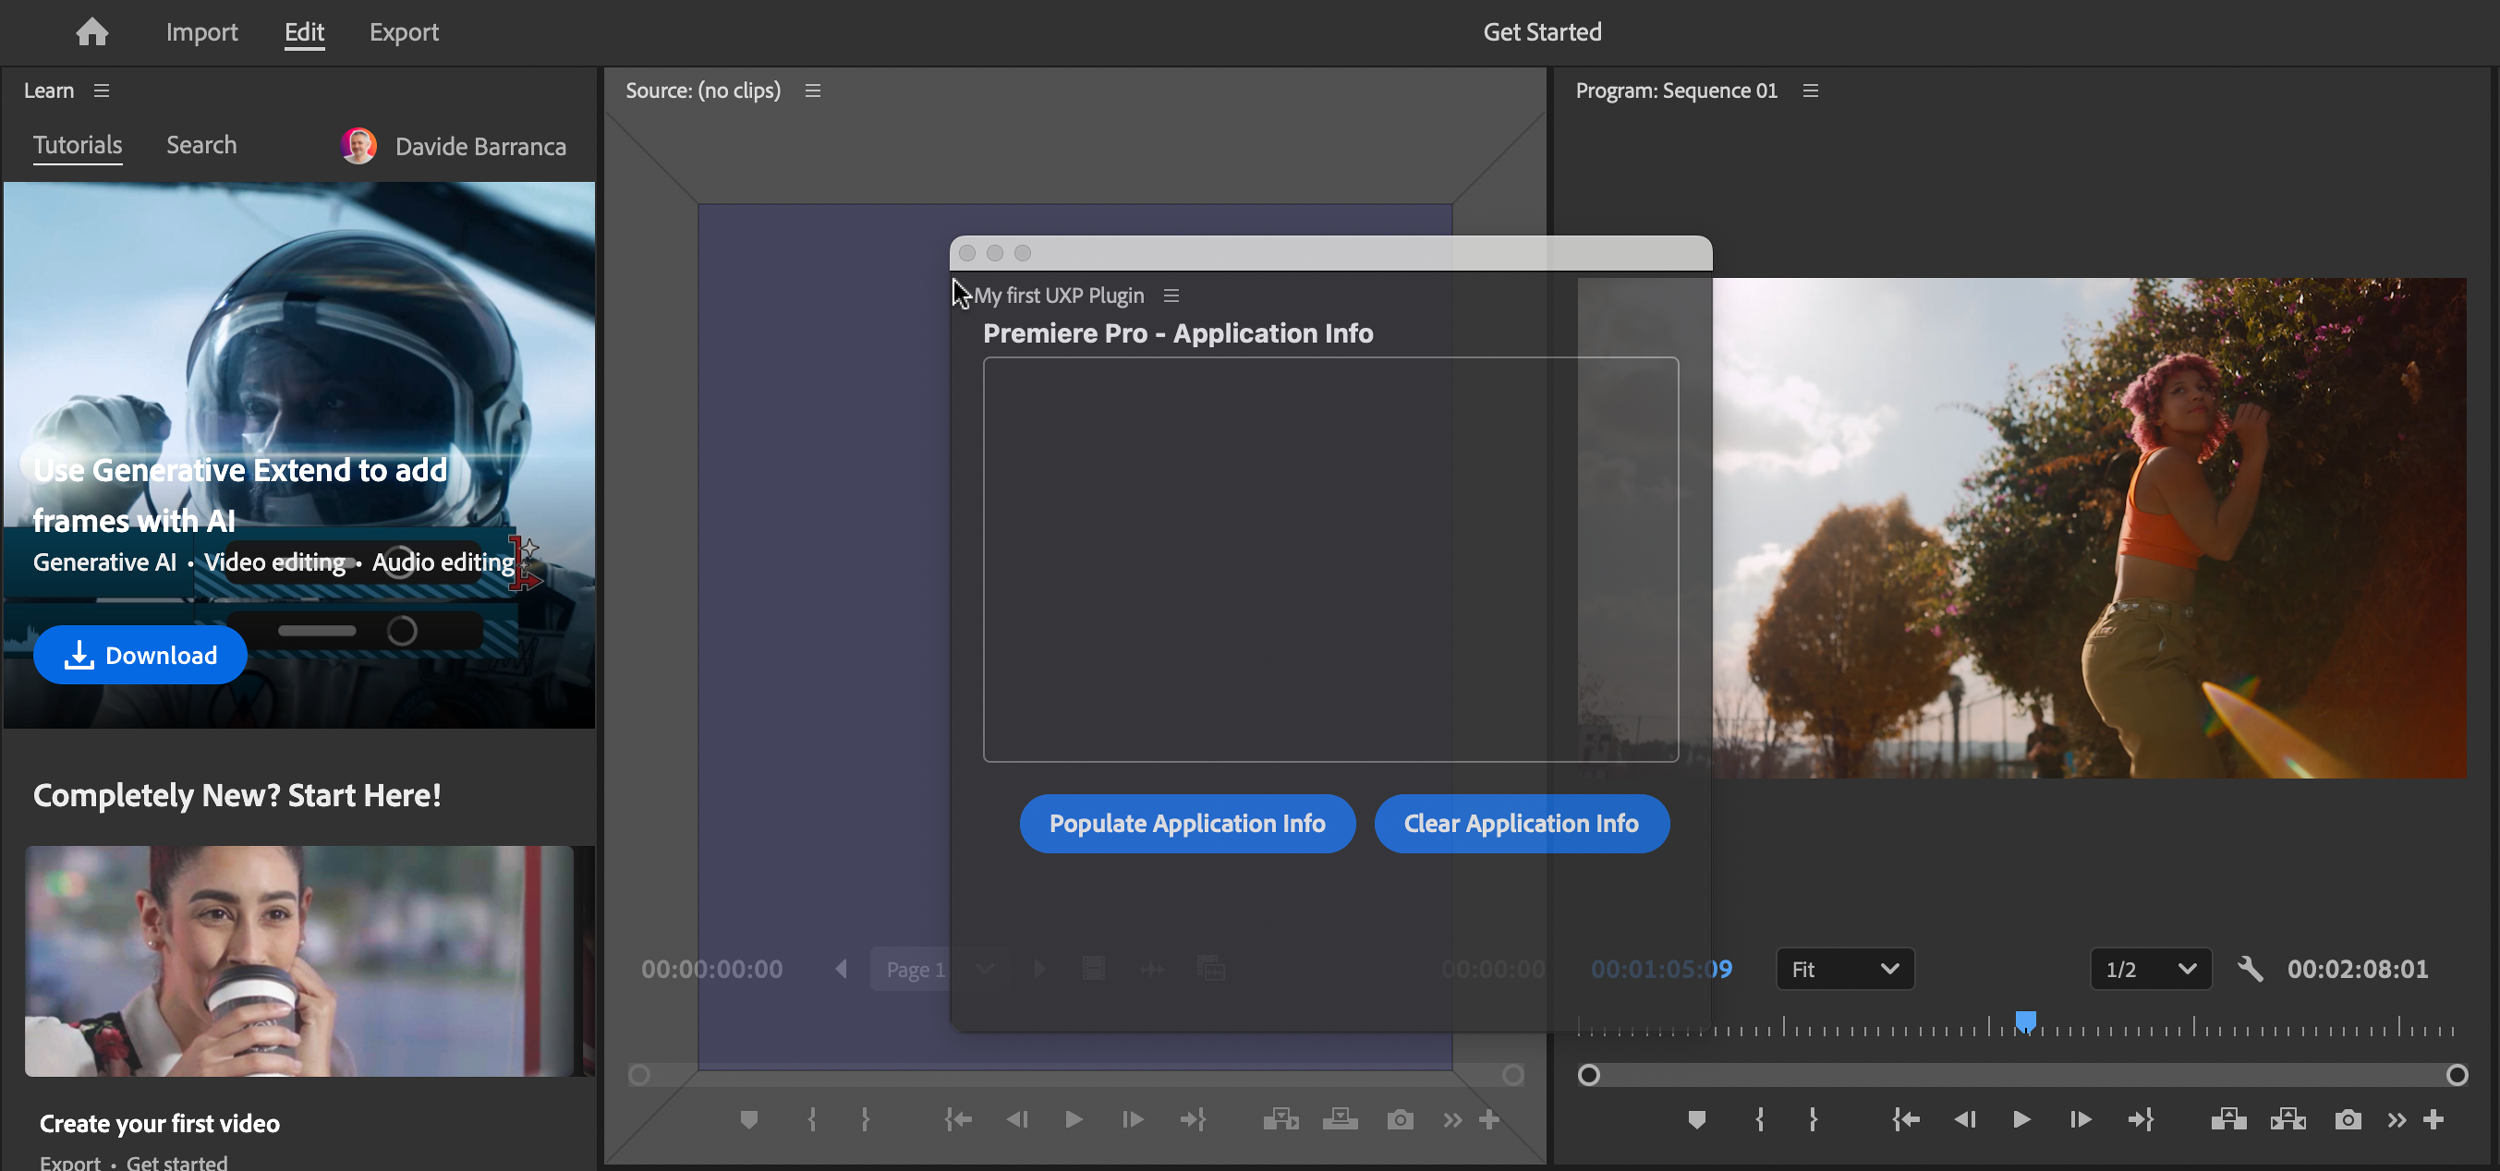 Import Edit Export Get Started
Learn
Tutorials Search Davide Barranca
Use Generative Extend to add
frames with AI
Generative AI • Video editing • Audio editing
Download
Completely New? Start Here!
Create your first video
Export • Get started
Source: (no clips)
00:00:00:00 Page 1 00:00:00
My first UXP Plugin
Premiere Pro - Application Info
Populate Application Info Clear Application Info
Program: Sequence 01
00:01:05:09 Fit 1/2 00:02:08:01